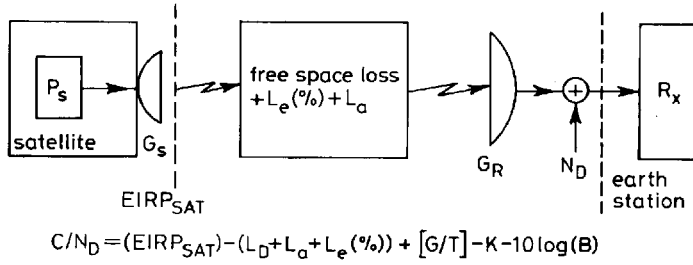 P_s
satellite
G_s
EIRP_SAT
free space loss
+L_e(%)+L_a
G_R
N_D
R_x
earth
station
C/N_D=(EIRP_SAT)-(L_D+L_a+L_e(%))+[G/T]-K-10log(B)